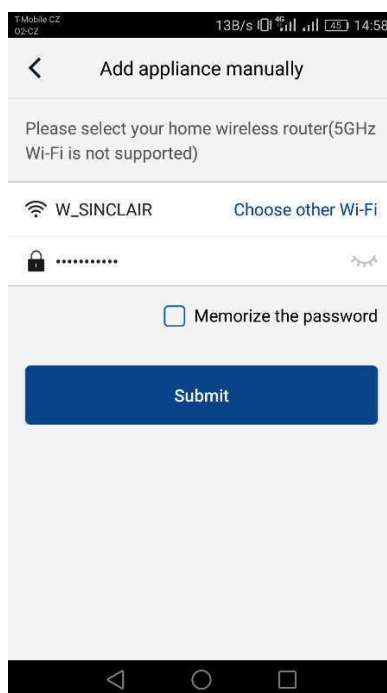 T-Mobile CZ
O2-CZ
13B/s 4G 45 14:58
Add appliance manually
Please select your home wireless router(5GHz
Wi-Fi is not supported)
W_SINCLAIR Choose other Wi-Fi
•••••••••••
Memorize the password
Submit